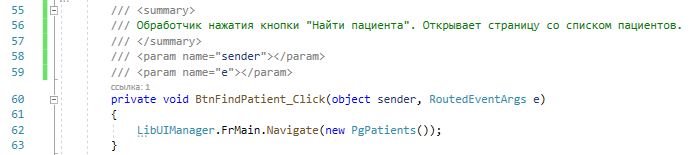 55 /// <summary>
56 /// Обработчик нажатия кнопки "Найти пациента". Открывает страницу со списком пациентов.
57 /// </summary>
58 /// <param name="sender"></param>
59 /// <param name="e"></param>
ссылка: 1
60 private void BtnFindPatient_Click(object sender, RoutedEventArgs e)
61 {
62 LibUIManager.FrMain.Navigate(new PgPatients());
63 }